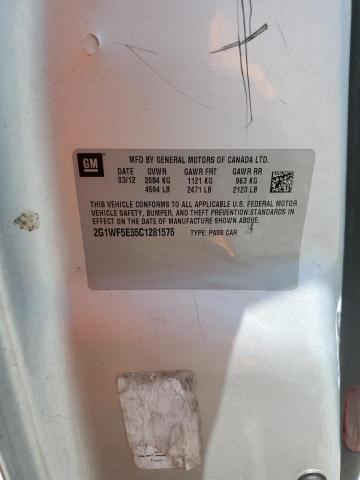 GM
MFD BY GENERAL MOTORS OF CANADA LTD.
DATE GVWR GAWR FRT GAWR RR
03/12 2084 KG 1121 KG 963 KG
4594 LB 2471 LB 2123 LB
THIS VEHICLE CONFORMS TO ALL APPLICABLE U.S. FEDERAL MOTOR
VEHICLE SAFETY, BUMPER, AND THEFT PREVENTION STANDARDS IN
EFFECT ON THE DATE OF MANUFACTURE SHOWN ABOVE.
2G1WF5E35C1281576 TYPE: PASS CAR